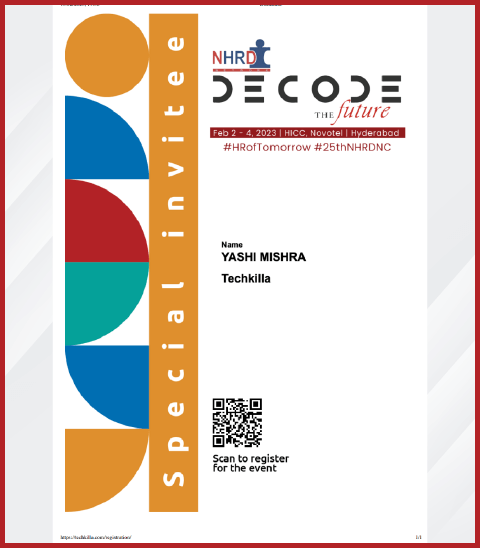 Special invitee
NHRD
DECODE
THE future
Feb 2 - 4, 2023 | HICC, Novotel | Hyderabad
#HRofTomorrow #25thNHRDNC
Name
YASHI MISHRA
Techkilla
Scan to register
for the event
https://techkilla.com/registration/
1/1